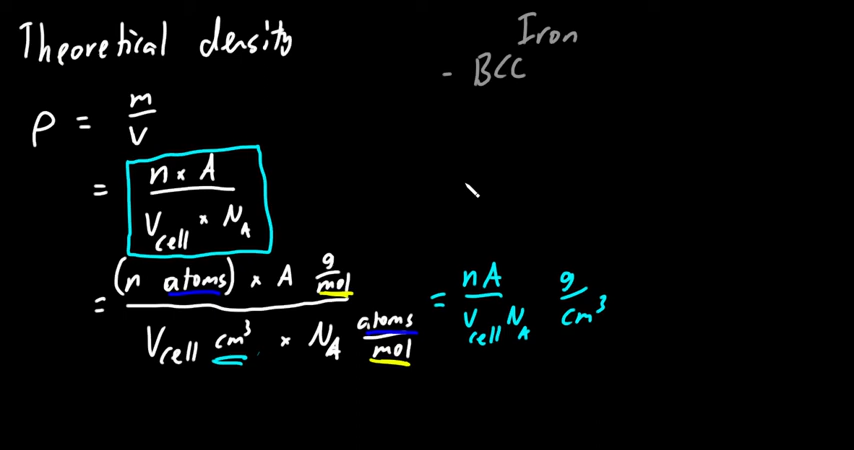 Theoretical density
Iron
- BCC
ρ = m/V
= n × A / V_cell × N_A
= (n atoms) × A g/mol / V_cell cm³ × N_A atoms/mol = nA / V_cell N_A g/cm³